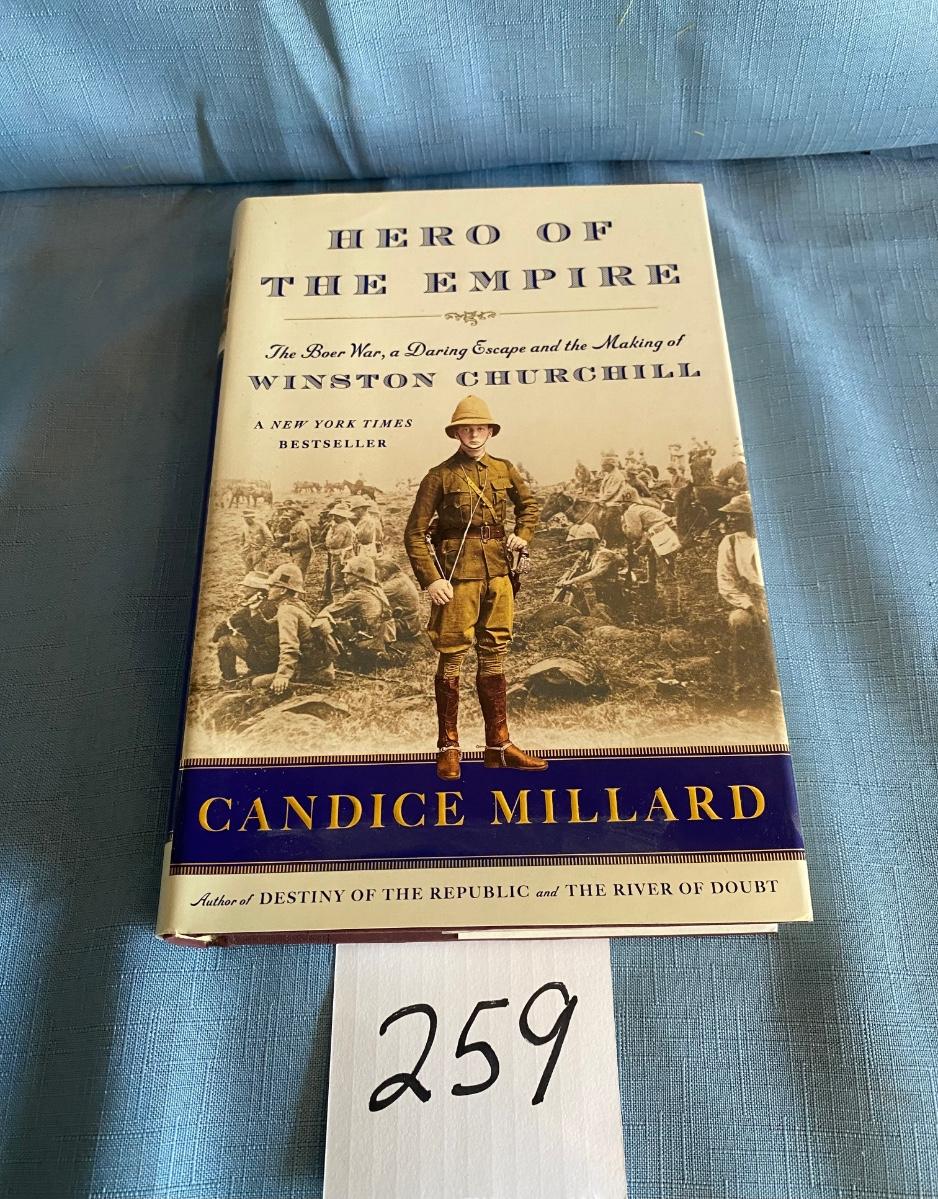 HERO OF
THE EMPIRE
The Boer War, a Daring Escape and the Making of
WINSTON CHURCHILL
A NEW YORK TIMES
BESTSELLER
CANDICE MILLARD
Author of DESTINY OF THE REPUBLIC and THE RIVER OF DOUBT
259